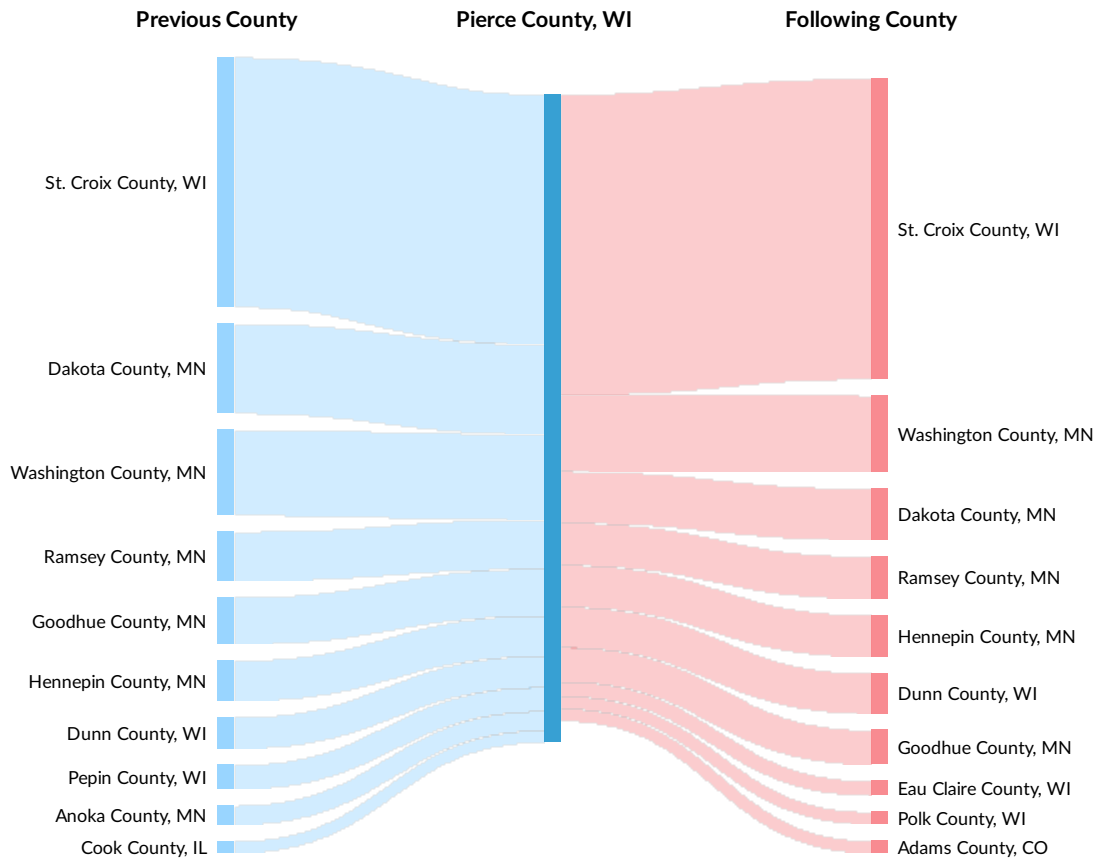 Previous County
Pierce County, WI
Following County
St. Croix County, WI
Dakota County, MN
Washington County, MN
Ramsey County, MN
Goodhue County, MN
Hennepin County, MN
Dunn County, WI
Pepin County, WI
Anoka County, MN
Cook County, IL
St. Croix County, WI
Washington County, MN
Dakota County, MN
Ramsey County, MN
Hennepin County, MN
Dunn County, WI
Goodhue County, MN
Eau Claire County, WI
Polk County, WI
Adams County, CO